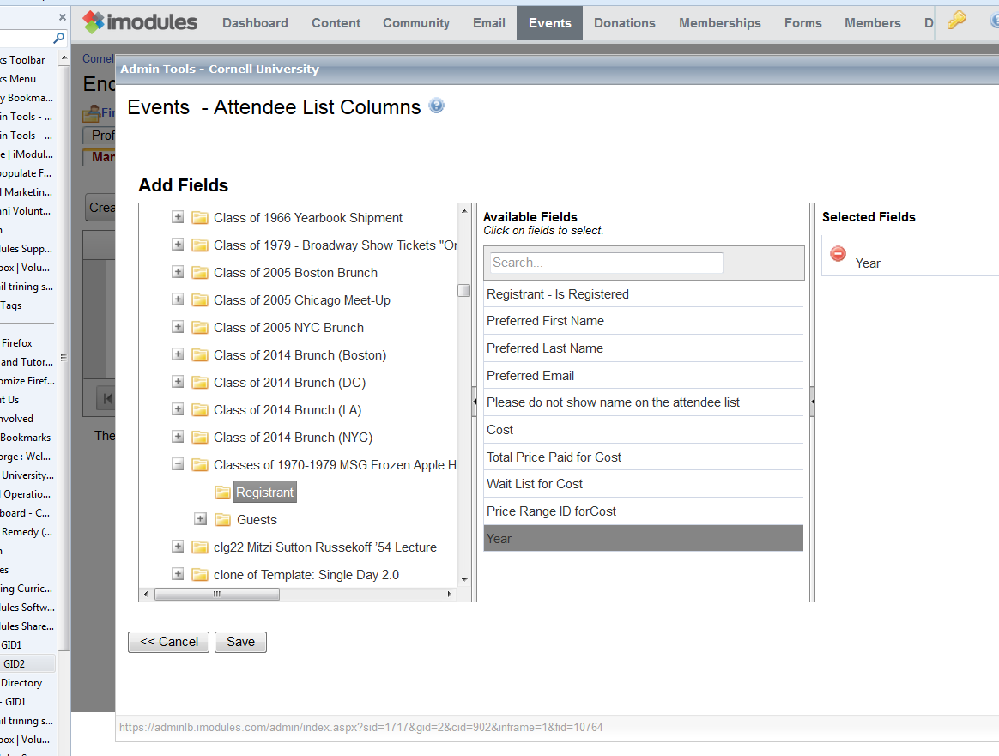 imodules
Dashboard
Content
Community
Email
Events
Donations
Memberships
Forms
Members
D
ks Toolbar
ks Menu
y Bookma...
in Tools - ...
in Tools - ...
e | iModul...
populate F...
l Marketin...
ni Volunt...
n
ules Supp...
box | Volu...
il trining s...
Tags
Firefox
and Tutor...
omize Firef...
t Us
nvolved
Bookmarks
orge : Wel...
University...
l Operatio...
board - C...
Remedy (...
n
es
ing Curric...
ules Softw...
ules Share...
GID1
GID2
Directory
- GID1
il trining s...
box | Volu...
Cornel
Enc
Fir
Prof
Mar
Crea
The
Admin Tools - Cornell University
Events - Attendee List Columns
Add Fields
Class of 1966 Yearbook Shipment
Class of 1979 - Broadway Show Tickets "Or
Class of 2005 Boston Brunch
Class of 2005 Chicago Meet-Up
Class of 2005 NYC Brunch
Class of 2014 Brunch (Boston)
Class of 2014 Brunch (DC)
Class of 2014 Brunch (LA)
Class of 2014 Brunch (NYC)
Classes of 1970-1979 MSG Frozen Apple H
Registrant
Guests
clg22 Mitzi Sutton Russekoff ’54 Lecture
clone of Template: Single Day 2.0
Available Fields
Click on fields to select.
Search...
Registrant - Is Registered
Preferred First Name
Preferred Last Name
Preferred Email
Please do not show name on the attendee list
Cost
Total Price Paid for Cost
Wait List for Cost
Price Range ID forCost
Year
Selected Fields
Year
<< Cancel
Save
https://adminlb.imodules.com/admin/index.aspx?sid=1717&gid=2&cid=902&inframe=1&fid=10764